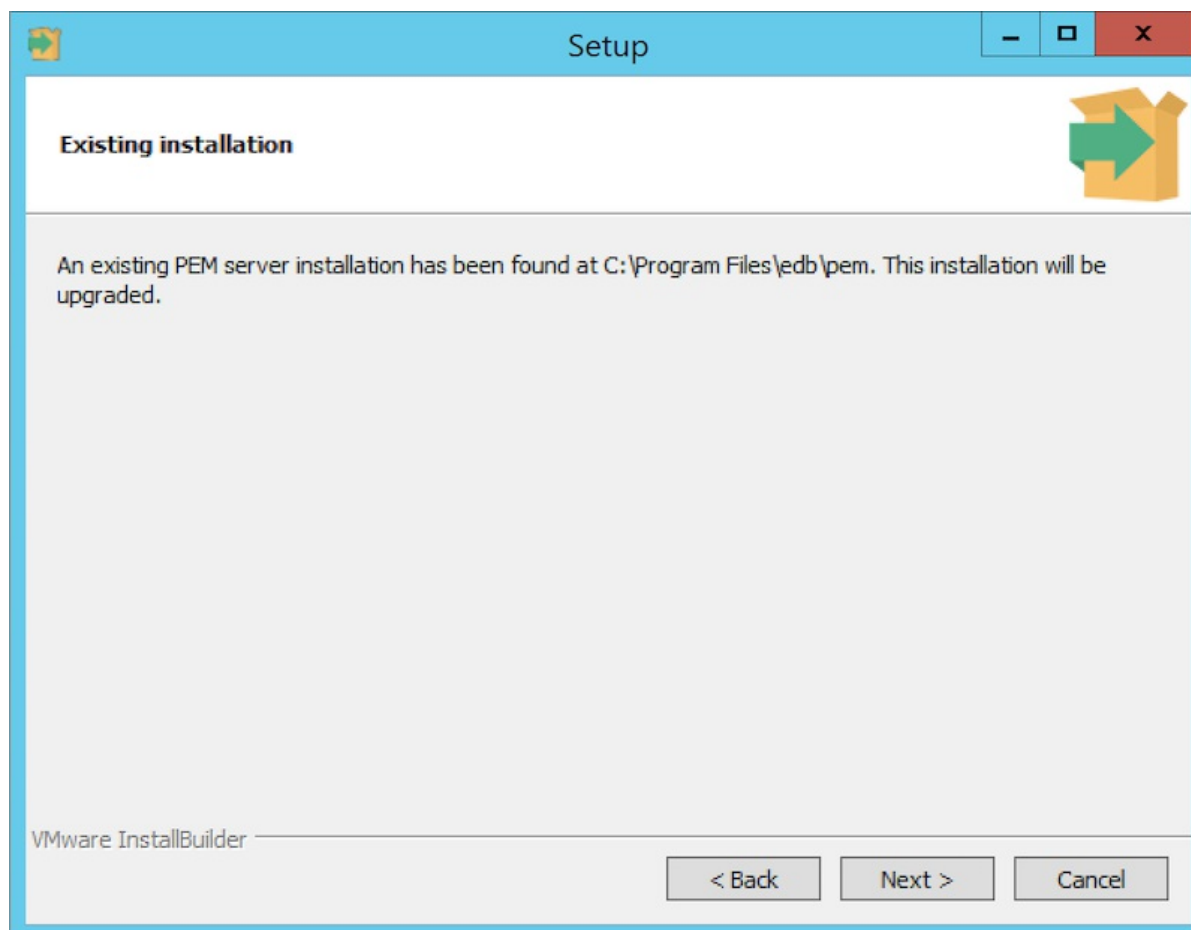 Setup
Existing installation
An existing PEM server installation has been found at C:\Program Files\edb\pem. This installation will be
upgraded.
VMware InstallBuilder
< Back
Next >
Cancel